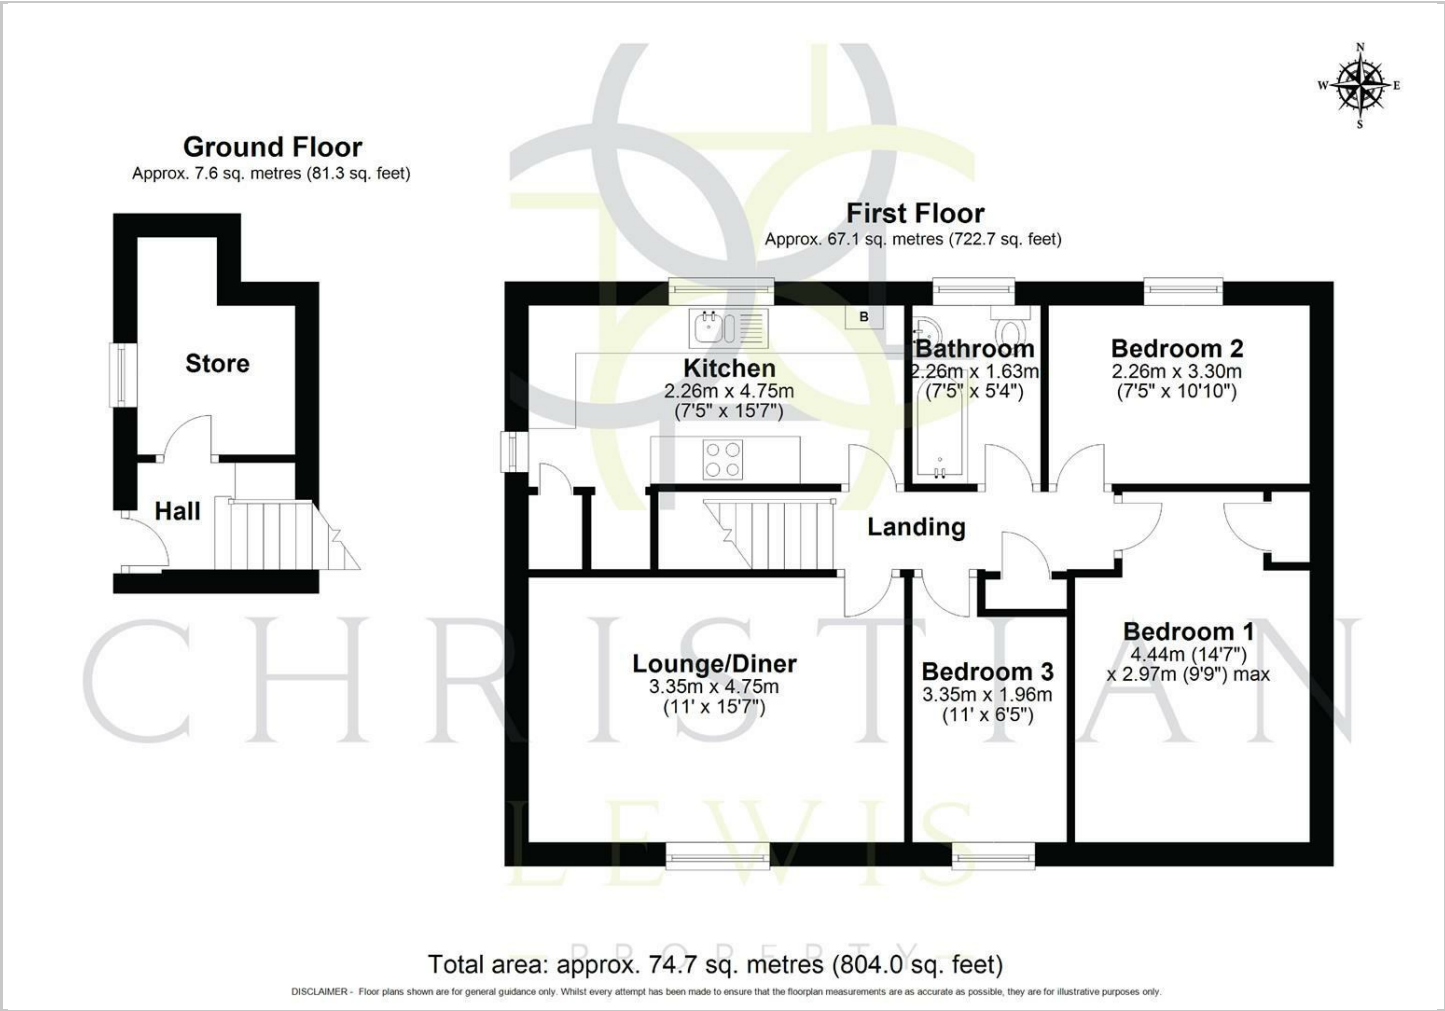 N
W E
S
Ground Floor
Approx. 7.6 sq. metres (81.3 sq. feet)
First Floor
Approx. 67.1 sq. metres (722.7 sq. feet)
Store
Hall
B
Kitchen
2.26m x 4.75m
(7'5" x 15'7")
Bathroom
2.26m x 1.63m
(7'5" x 5'4")
Bedroom 2
2.26m x 3.30m
(7'5" x 10'10")
Landing
Lounge/Diner
3.35m x 4.75m
(11' x 15'7")
Bedroom 3
3.35m x 1.96m
(11' x 6'5")
Bedroom 1
4.44m (14'7")
x 2.97m (9'9") max
CHRISTIAN
LEWIS
PROPERTY
Total area: approx. 74.7 sq. metres (804.0 sq. feet)
DISCLAIMER - Floor plans shown are for general guidance only. Whilst every attempt has been made to ensure that the floorplan measurements are as accurate as possible, they are for illustrative purposes only.